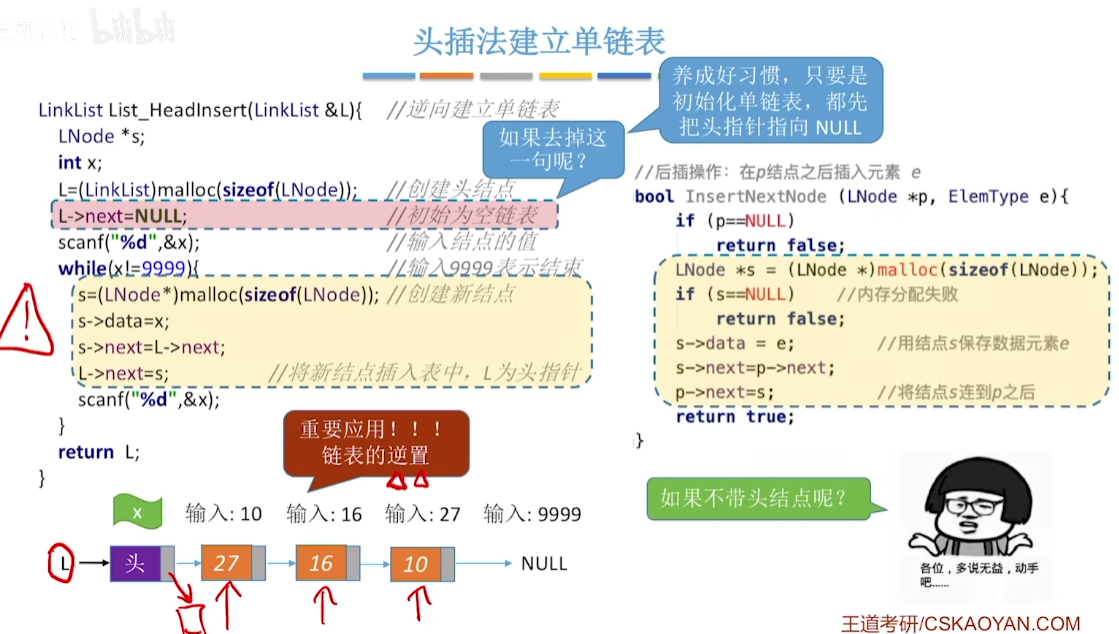 bilibili
头插法建立单链表
养成好习惯，只要是
初始化单链表，都先
把头指针指向 NULL
LinkList List_HeadInsert(LinkList &L){ //逆向建立单链表
LNode *s;
int x;
如果去掉这
一句呢？
L=(LinkList)malloc(sizeof(LNode)); //创建头结点
L->next=NULL; //初始为空链表
scanf("%d",&x); //输入结点的值
while(x!=9999){ //输入9999表示结束
s=(LNode*)malloc(sizeof(LNode)); //创建新结点
s->data=x;
s->next=L->next;
L->next=s; //将新结点插入表中，L为头指针
scanf("%d",&x);
}
return L;
}
//后插操作：在p结点之后插入元素 e
bool InsertNextNode (LNode *p, ElemType e){
if (p==NULL)
return false;
LNode *s = (LNode *)malloc(sizeof(LNode));
if (s==NULL) //内存分配失败
return false;
s->data = e; //用结点s保存数据元素e
s->next=p->next;
p->next=s; //将结点s连到p之后
return true;
}
!
重要应用！！！
链表的逆置
如果不带头结点呢？
x 输入: 10 输入: 16 输入: 27 输入: 9999
L 头 27 16 10 NULL
各位，多说无益，动手
吧......
王道考研/CSKAOYAN.COM